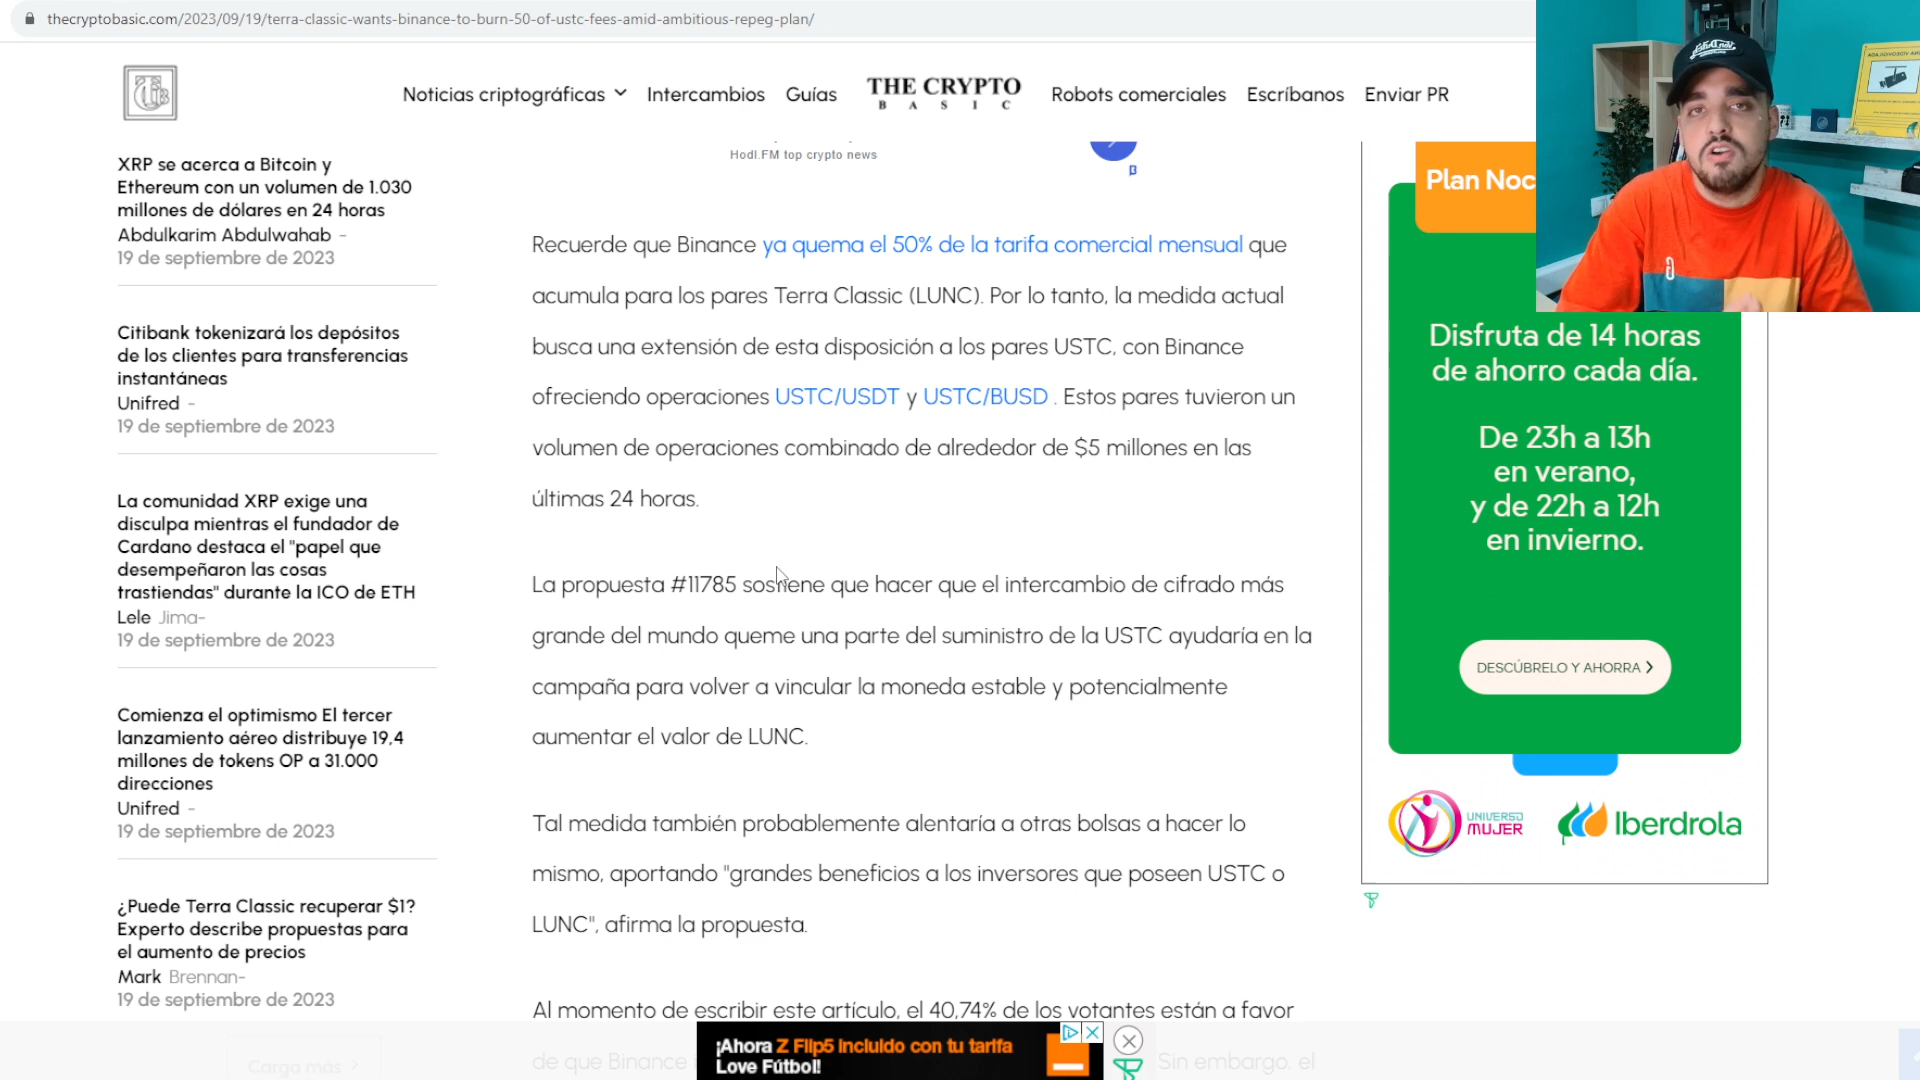 thecryptobasic.com/2023/09/19/terra-classic-wants-binance-to-burn-50-of-ustc-fees-amid-ambitious-repeg-plan/
Noticias criptográficas
Intercambios
Guías
THE CRYPTO
BASIC
Robots comerciales
Escríbanos
Enviar PR
XRP se acerca a Bitcoin y
Ethereum con un volumen de 1.030
millones de dólares en 24 horas
Abdulkarim Abdulwahab -
19 de septiembre de 2023
Citibank tokenizará los depósitos
de los clientes para transferencias
instantáneas
Unifred -
19 de septiembre de 2023
La comunidad XRP exige una
disculpa mientras el fundador de
Cardano destaca el "papel que
desempeñaron las cosas
trastiendas" durante la ICO de ETH
Lele Jima-
19 de septiembre de 2023
Comienza el optimismo El tercer
lanzamiento aéreo distribuye 19,4
millones de tokens OP a 31.000
direcciones
Unifred -
19 de septiembre de 2023
¿Puede Terra Classic recuperar $1?
Experto describe propuestas para
el aumento de precios
Mark Brennan-
19 de septiembre de 2023
Carga más
Hodl.FM top crypto news
Recuerde que Binance ya quema el 50% de la tarifa comercial mensual que
acumula para los pares Terra Classic (LUNC). Por lo tanto, la medida actual
busca una extensión de esta disposición a los pares USTC, con Binance
ofreciendo operaciones USTC/USDT y USTC/BUSD . Estos pares tuvieron un
volumen de operaciones combinado de alrededor de $5 millones en las
últimas 24 horas.
La propuesta #11785 sostiene que hacer que el intercambio de cifrado más
grande del mundo queme una parte del suministro de la USTC ayudaría en la
campaña para volver a vincular la moneda estable y potencialmente
aumentar el valor de LUNC.
Tal medida también probablemente alentaría a otras bolsas a hacer lo
mismo, aportando "grandes beneficios a los inversores que poseen USTC o
LUNC", afirma la propuesta.
Al momento de escribir este artículo, el 40,74% de los votantes están a favor
de que Binance
Sin embargo, el
¡Ahora Z Flip5 incluido con tu tarifa
Love Fútbol!
Plan Noc
Disfruta de 14 horas
de ahorro cada día.
De 23h a 13h
en verano,
y de 22h a 12h
en invierno.
DESCÚBRELO Y AHORRA
UNIVERSO
MUJER
Iberdrola